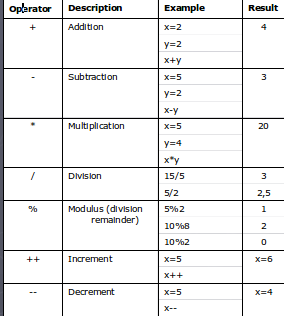 Operator Description Example Result
+ Addition x=2 4
y=2
x+y
- Subtraction x=5 3
y=2
x-y
* Multiplication x=5 20
y=4
x*y
/ Division 15/5 3
5/2 2,5
% Modulus (division 5%2 1
remainder) 10%8 2
10%2 0
++ Increment x=5 x=6
x++
-- Decrement x=5 x=4
x--